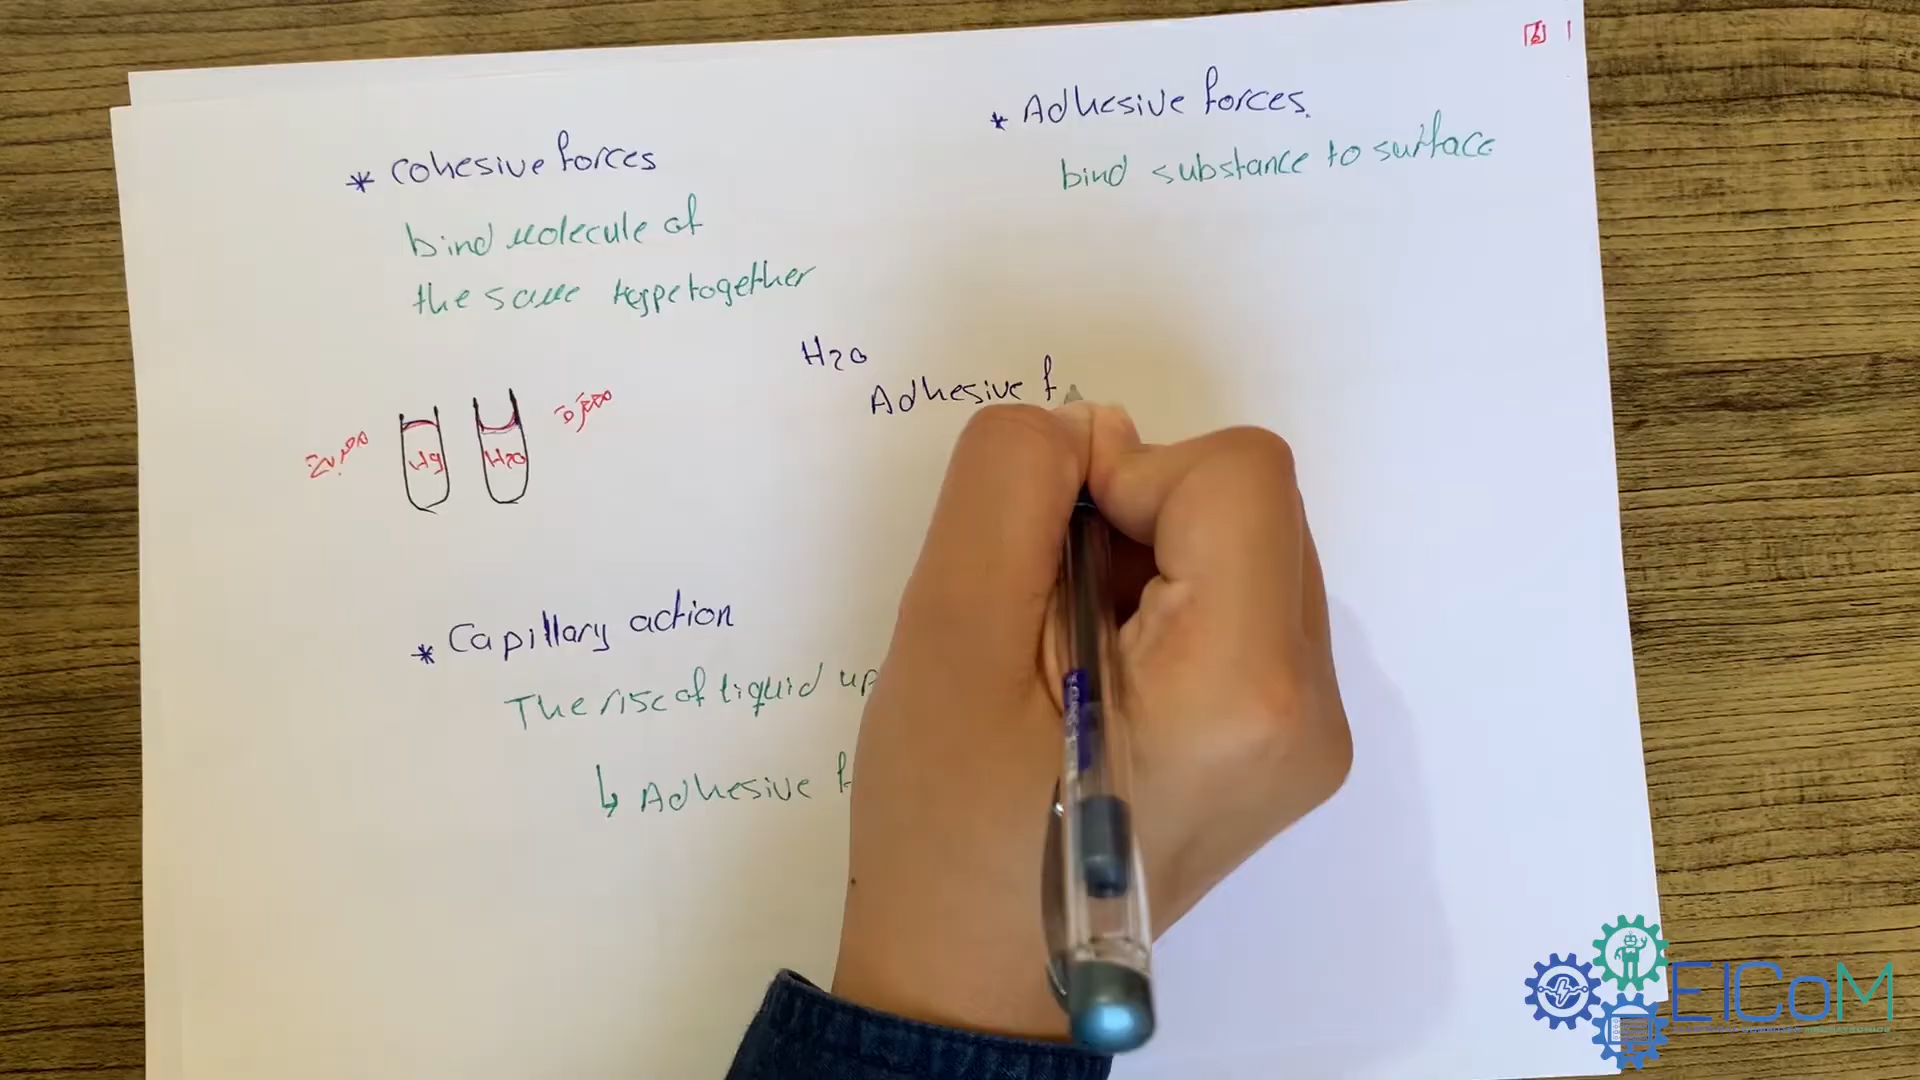 * Adhesive forces.
bind substance to surface
* cohesive forces
bind molecule of
the same type together
H2O
Adhesive f
Hg
H2O
* Capillary action
The rise of liquid up
↳ Adhesive f
EICoM